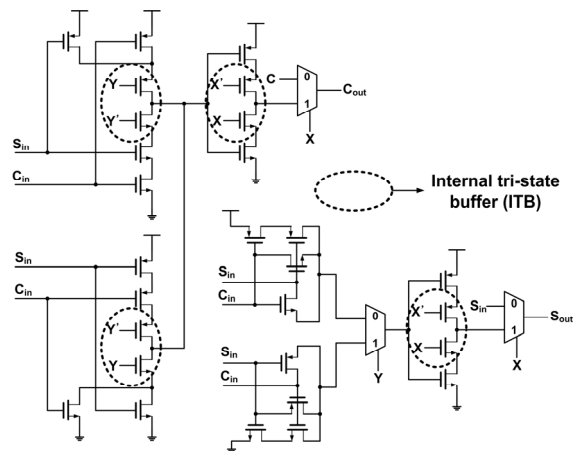 Y
Y'
X'
X
C
0
1
C_out
X
S_in
C_in
Internal tri-state
buffer (ITB)
S_in
C_in
Y'
Y
S_in
C_in
S_in
C_in
0
1
Y
X'
X
S_in
0
1
S_out
X